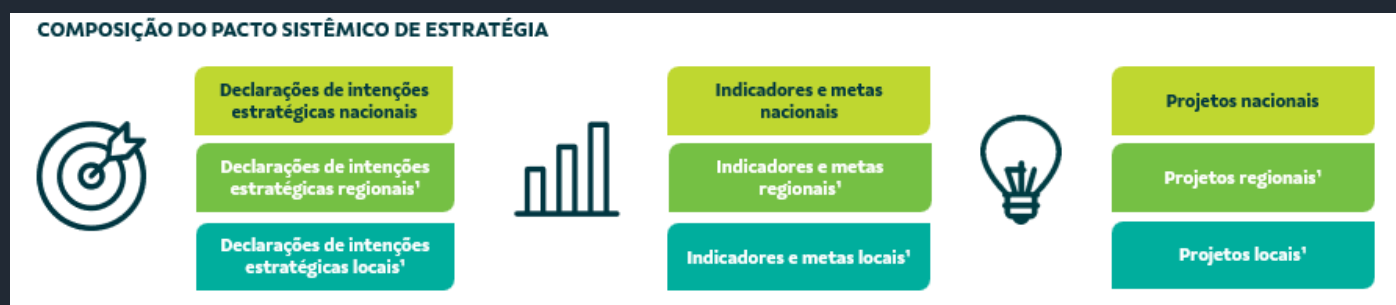 COMPOSIÇÃO DO PACTO SISTÊMICO DE ESTRATÉGIA
Declarações de intenções
estratégicas nacionais
Declarações de intenções
estratégicas regionais¹
Declarações de intenções
estratégicas locais¹
Indicadores e metas
nacionais
Indicadores e metas
regionais¹
Indicadores e metas locais¹
Projetos nacionais
Projetos regionais¹
Projetos locais¹